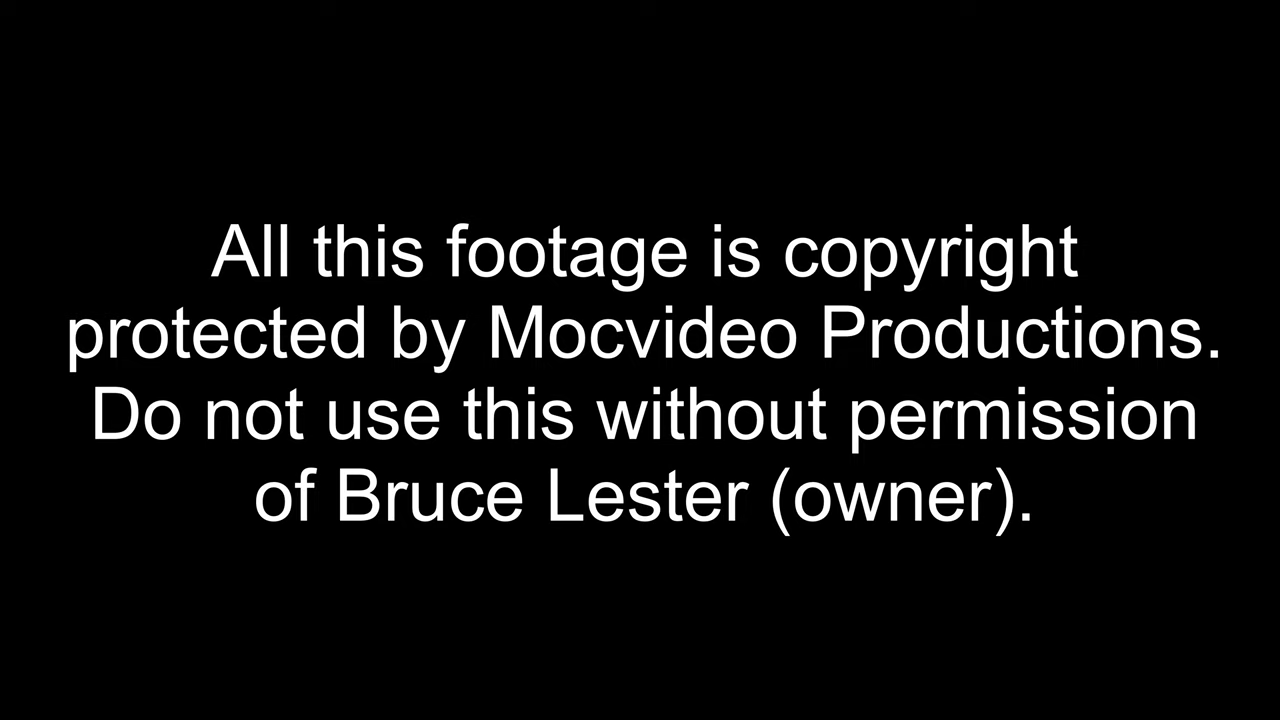 All this footage is copyright
protected by Mocvideo Productions.
Do not use this without permission
of Bruce Lester (owner).